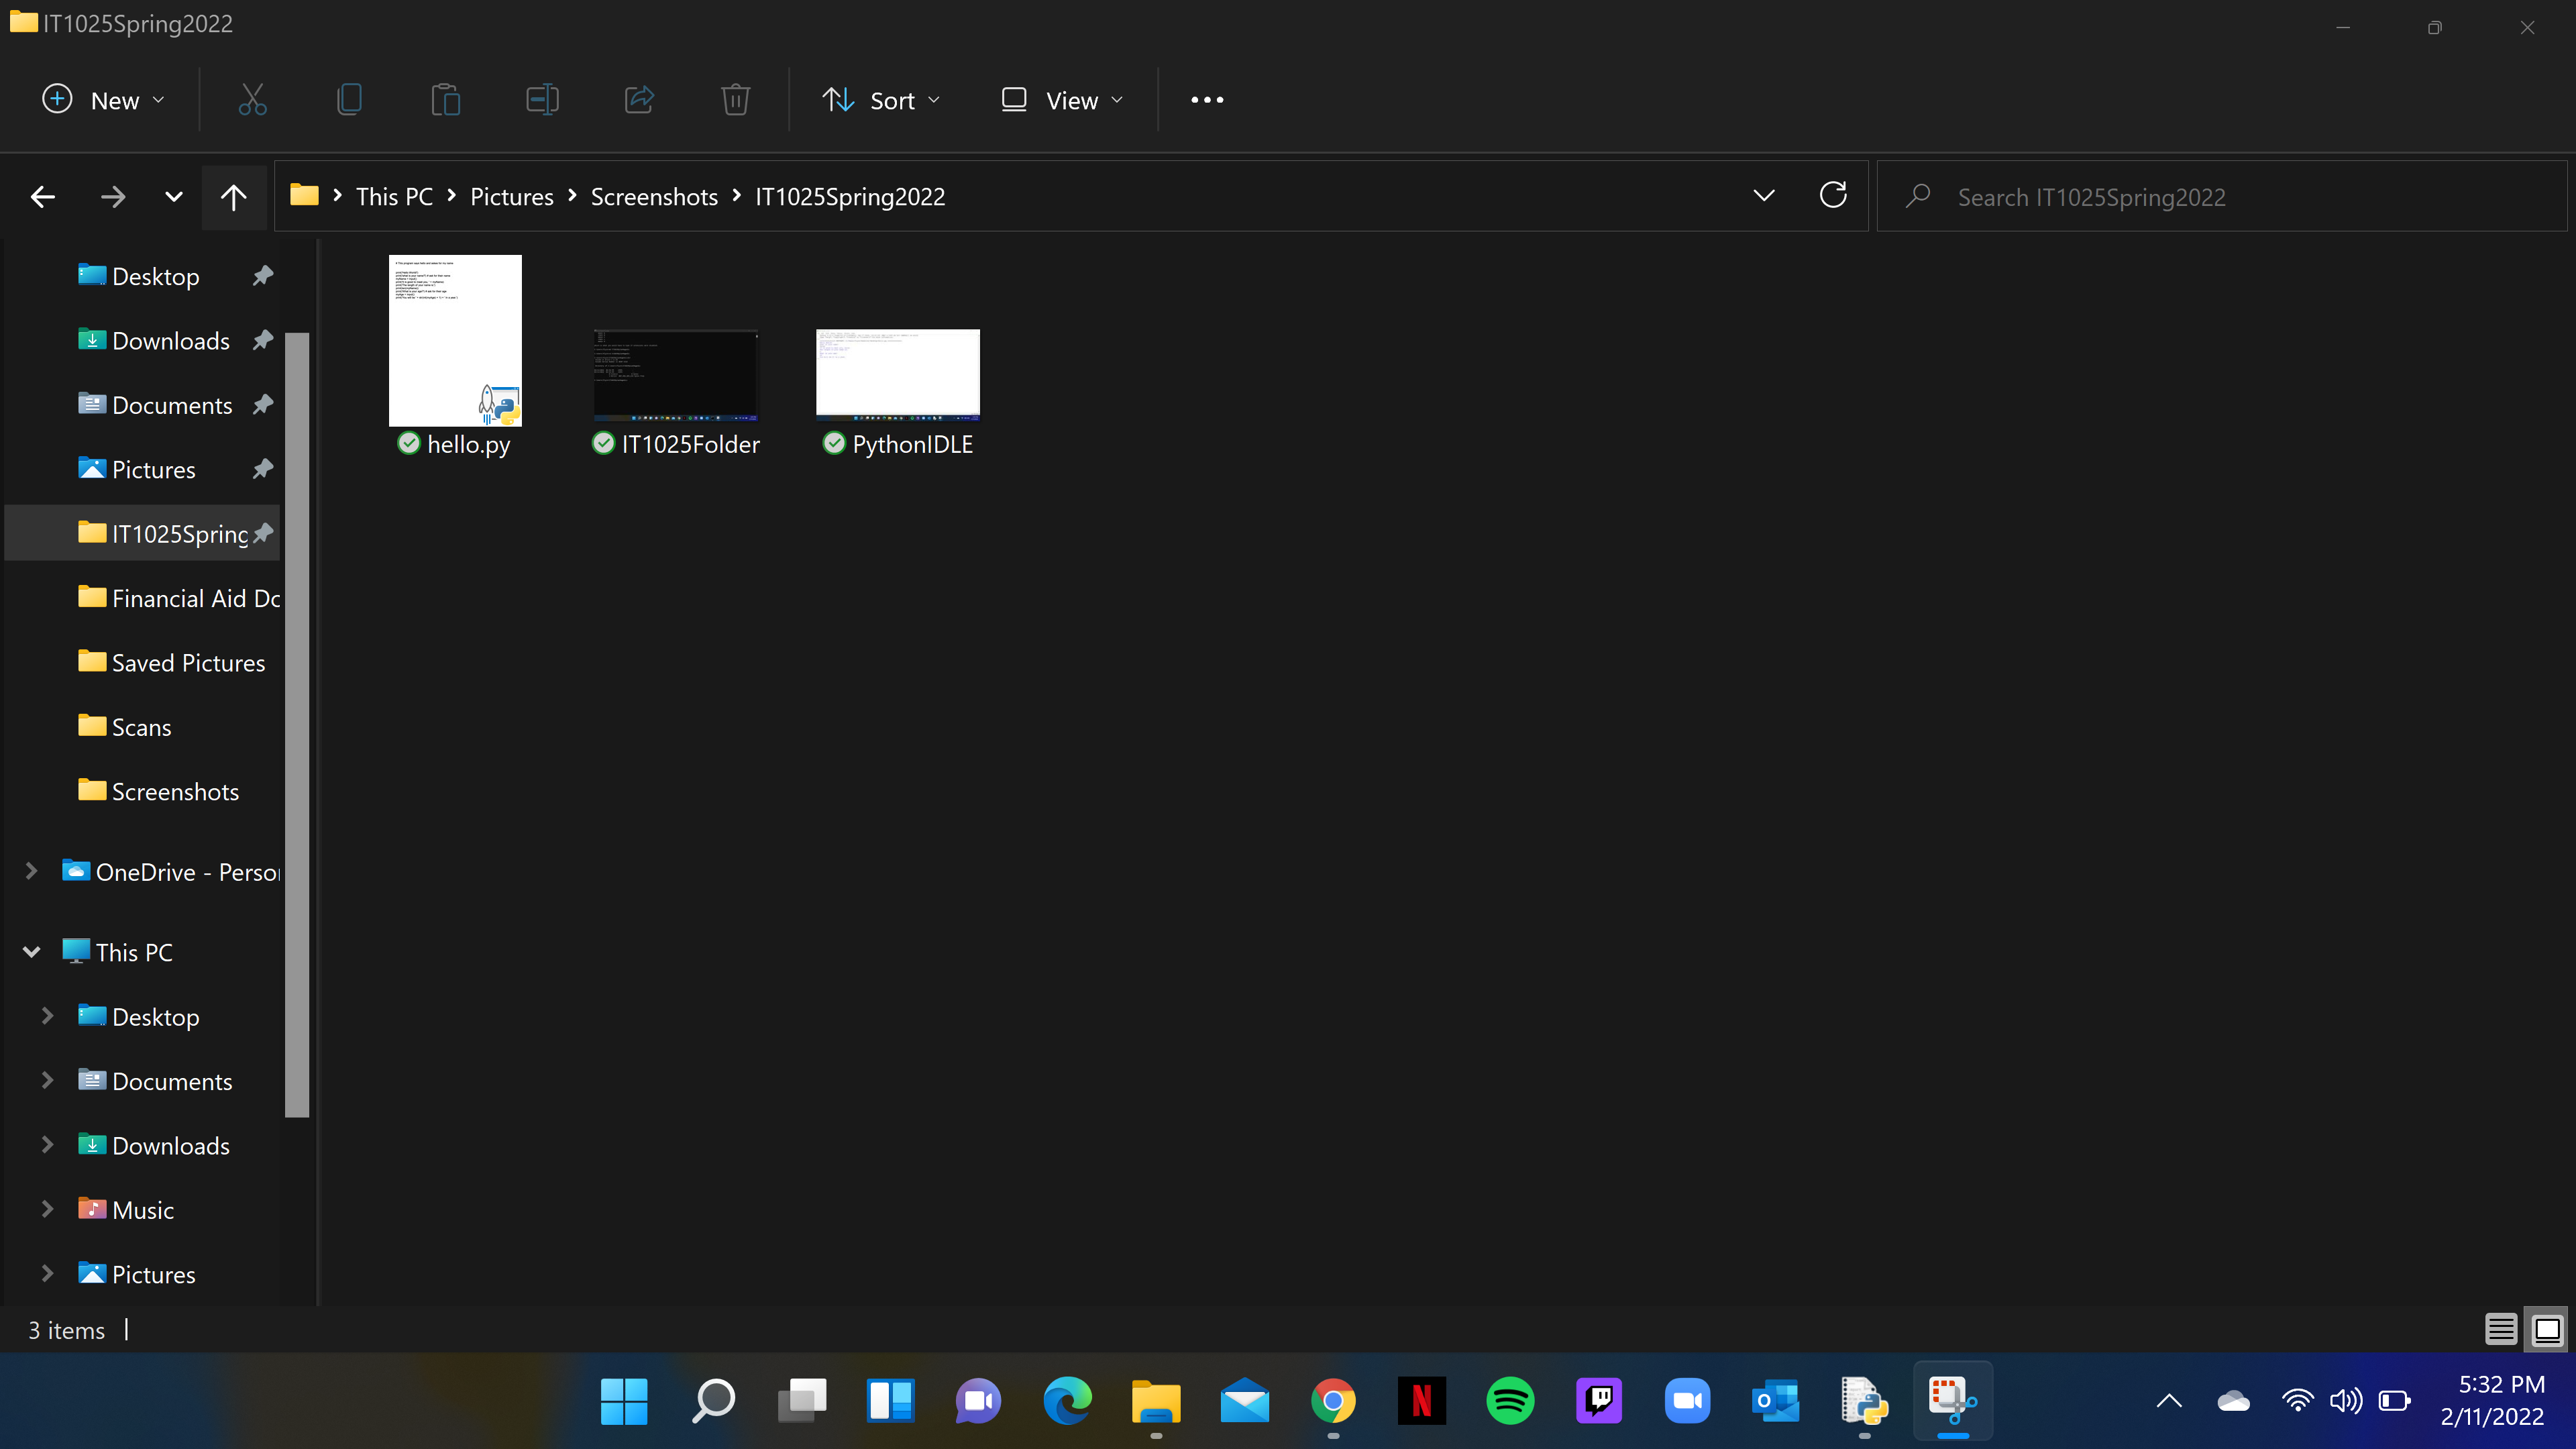 IT1025Spring2022
New
Sort
View
This PC
Pictures
Screenshots
IT1025Spring2022
Search IT1025Spring2022
Desktop
Downloads
Documents
Pictures
IT1025Spring
Financial Aid Dc
Saved Pictures
Scans
Screenshots
OneDrive - Person
This PC
Desktop
Documents
Downloads
Music
Pictures
hello.py
IT1025Folder
PythonIDLE
3 items
5:32 PM
2/11/2022